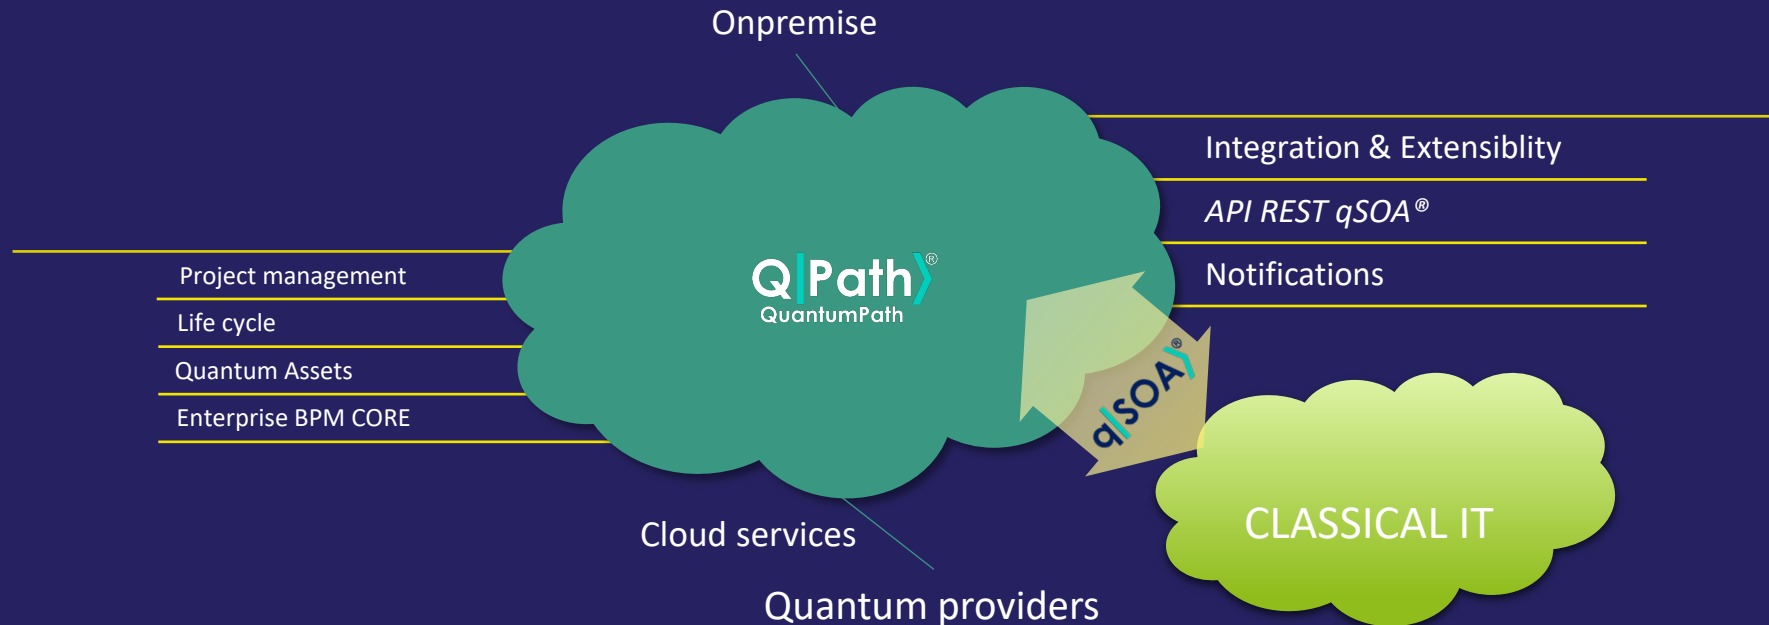 Onpremise
Integration & Extensiblity
API REST qSOA®
Notifications
Project management
Life cycle
Quantum Assets
Enterprise BPM CORE
Q|Path⟩®
QuantumPath
q|SOA⟩®
CLASSICAL IT
Cloud services
Quantum providers